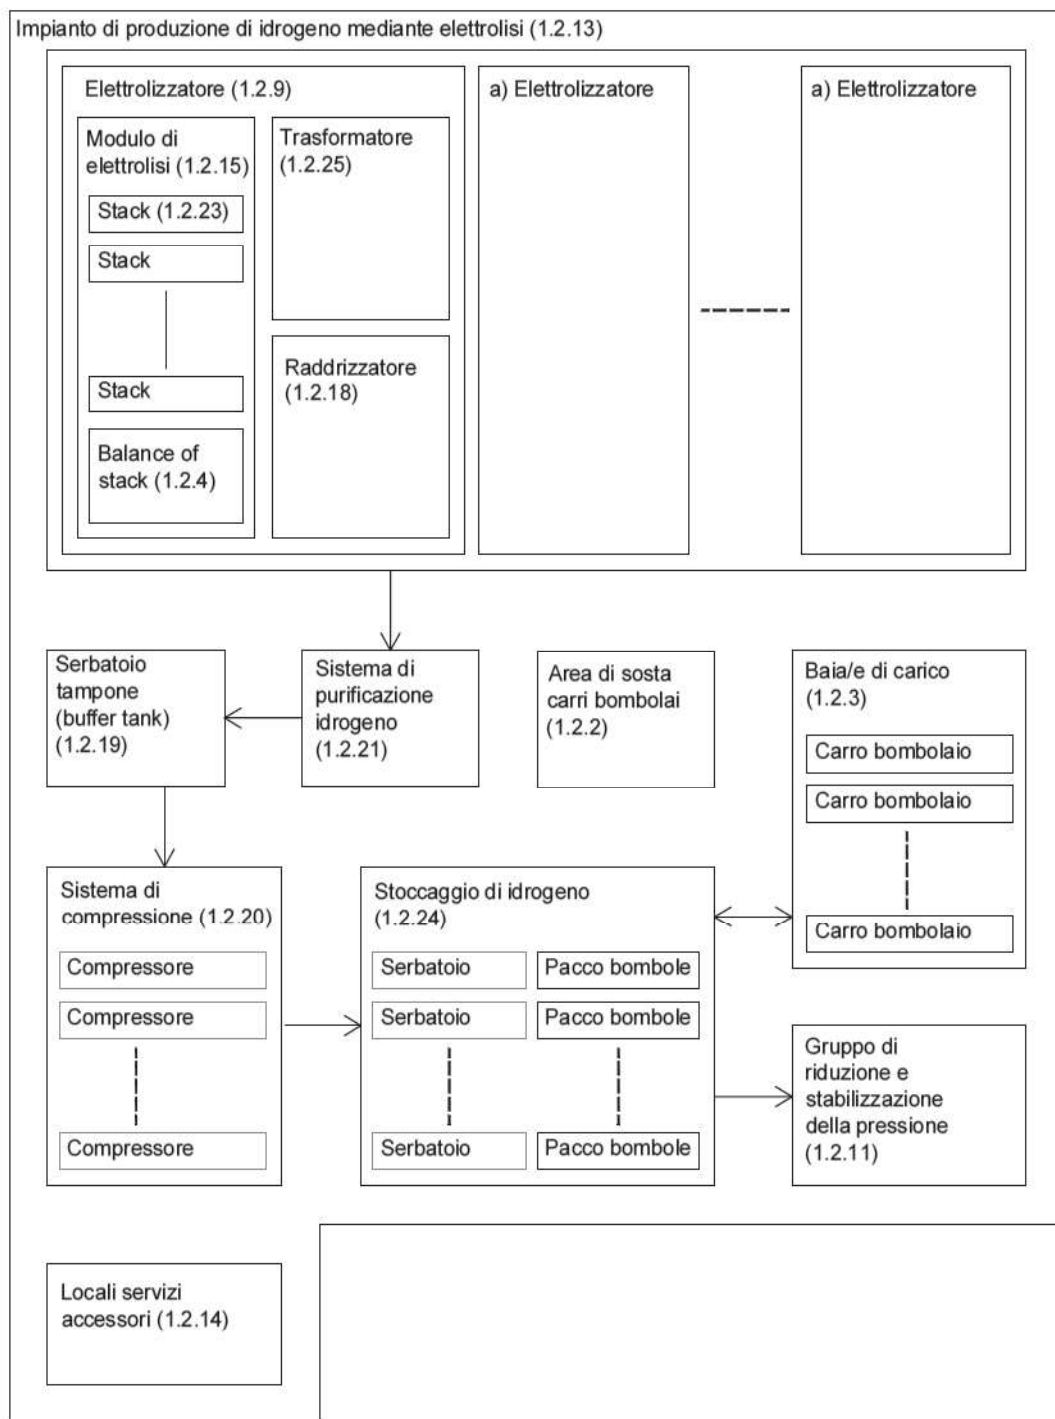 Impianto di produzione di idrogeno mediante elettrolisi (1.2.13)
Elettrolizzatore (1.2.9)
Modulo di
elettrolisi (1.2.15)
Stack (1.2.23)
Stack
Stack
Balance of
stack (1.2.4)
Trasformatore
(1.2.25)
Raddrizzatore
(1.2.18)
a) Elettrolizzatore
a) Elettrolizzatore
Serbatoio
tampone
(buffer tank)
(1.2.19)
Sistema di
purificazione
idrogeno
(1.2.21)
Area di sosta
carri bombolai
(1.2.2)
Baia/e di carico
(1.2.3)
Carro bombolaio
Carro bombolaio
Carro bombolaio
Sistema di
compressione (1.2.20)
Compressore
Compressore
Compressore
Stoccaggio di idrogeno
(1.2.24)
Serbatoio
Pacco bombole
Serbatoio
Pacco bombole
Serbatoio
Pacco bombole
Gruppo di
riduzione e
stabilizzazione
della pressione
(1.2.11)
Locali servizi
accessori (1.2.14)